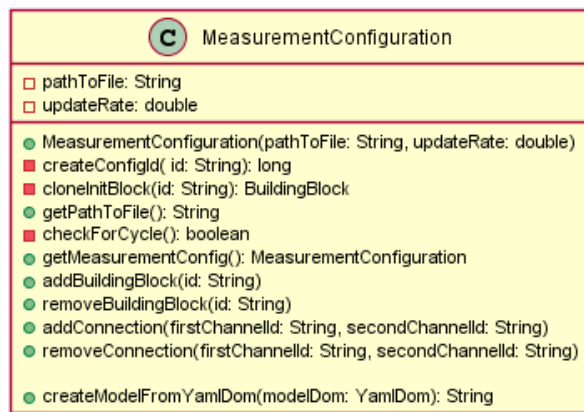 C MeasurementConfiguration
pathToFile: String
updateRate: double
MeasurementConfiguration(pathToFile: String, updateRate: double)
createConfigId( id: String): long
cloneInitBlock(id: String): BuildingBlock
getPathToFile(): String
checkForCycle(): boolean
getMeasurementConfig(): MeasurementConfiguration
addBuildingBlock(id: String)
removeBuildingBlock(id: String)
addConnection(firstChannelId: String, secondChannelId: String)
removeConnection(firstChannelId: String, secondChannelId: String)
createModelFromYamlDom(modelDom: YamlDom): String